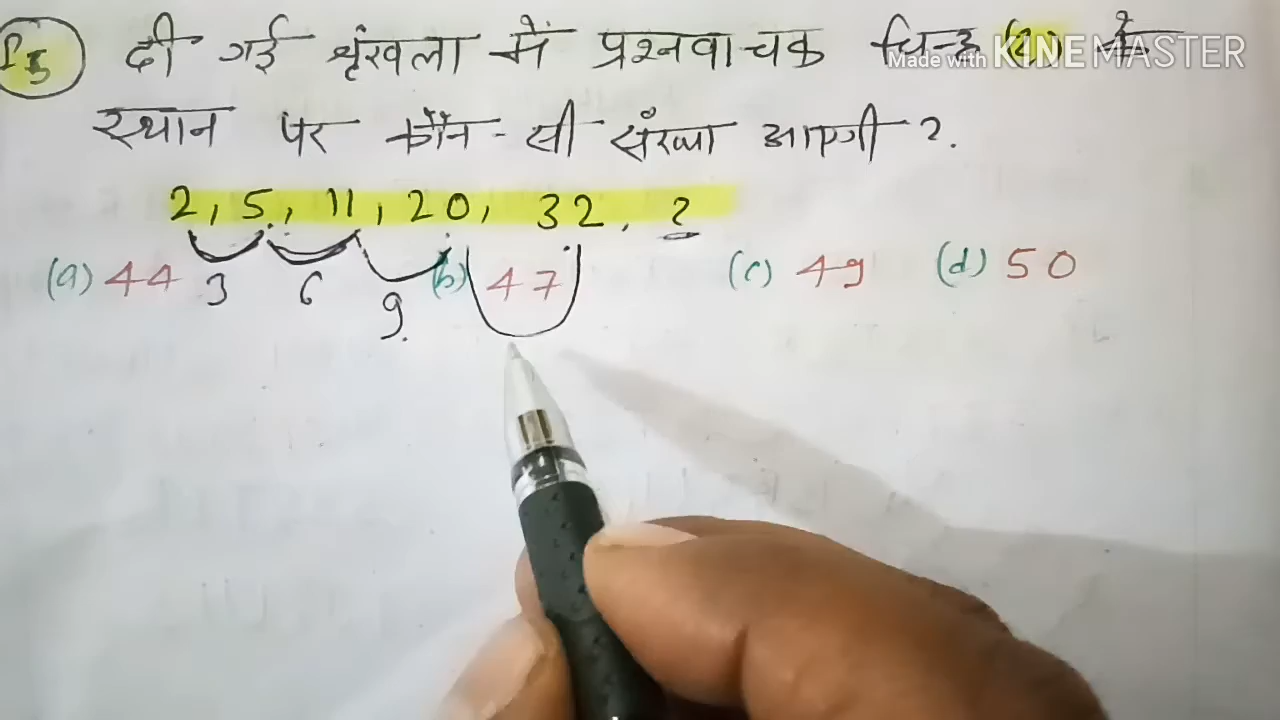 दी गई श्रृंखला में प्रश्नवाचक चिन्ह (?) के
Made with KINEMASTER
स्थान पर कौन-सी संख्या आएगी ?.
2, 5, 11, 20, 32, ?
(a) 44 (b) 47 (c) 49 (d) 50
3 6 9